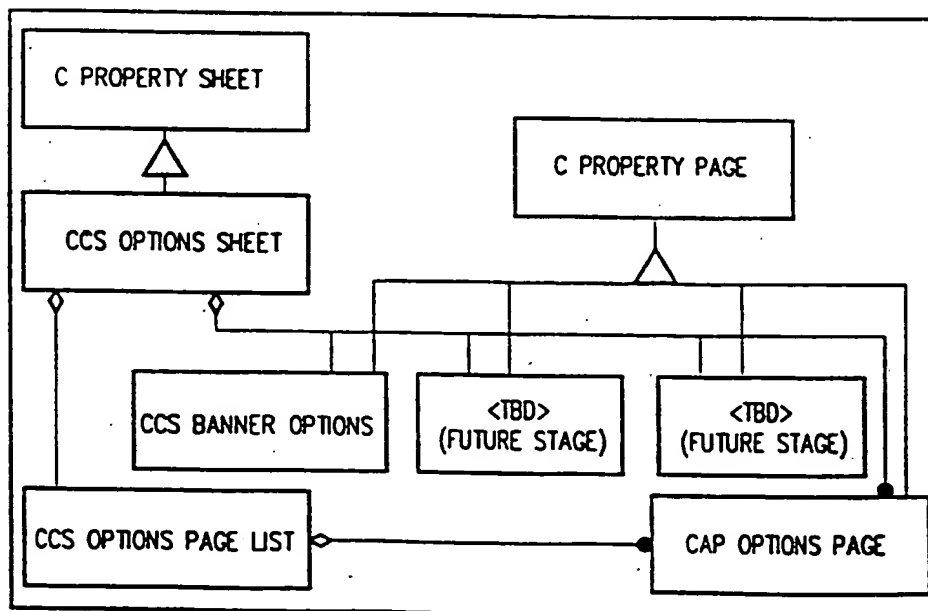 C PROPERTY SHEET
C PROPERTY PAGE
CCS OPTIONS SHEET
CCS BANNER OPTIONS
<TBD>
(FUTURE STAGE)
<TBD>
(FUTURE STAGE)
CCS OPTIONS PAGE LIST
CAP OPTIONS PAGE